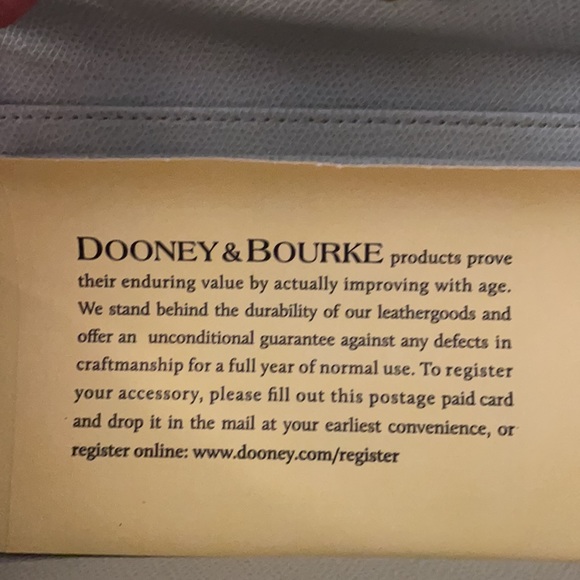 DOONEY & BOURKE products prove
their enduring value by actually improving with age.
We stand behind the durability of our leathergoods and
offer an unconditional guarantee against any defects in
craftmanship for a full year of normal use. To register
your accessory, please fill out this postage paid card
and drop it in the mail at your earliest convenience, or
register online: www.dooney.com/register